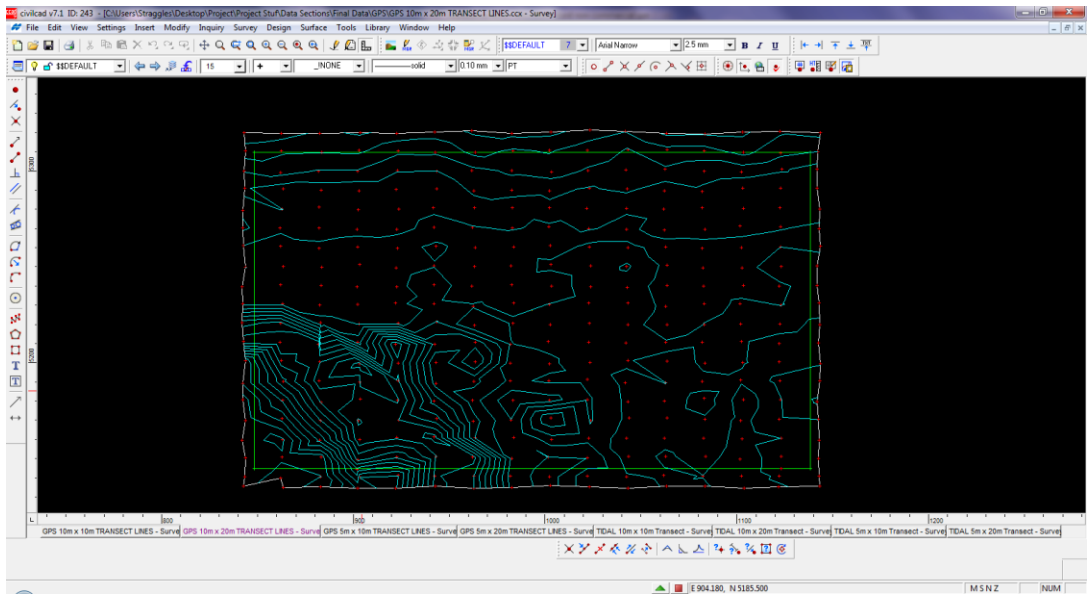 civilcad v7.1 ID: 243 - [C:\Users\Straggles\Desktop\Project\Project Stuf\Data Sections\Final Data\GPS\GPS 10m x 20m TRANSECT LINES.ccx - Survey]
File Edit View Settings Insert Modify Inquiry Survey Design Surface Tools Library Window Help
$$DEFAULT 7 Arial Narrow 2.5 mm B I U
$$DEFAULT 15 + _!NONE solid 0.10 mm PT
5300
5200
800 900 1000 1100 1200
GPS 10m x 10m TRANSECT LINES - Surve GPS 10m x 20m TRANSECT LINES - Surve GPS 5m x 10m TRANSECT LINES - Surve GPS 5m x 20m TRANSECT LINES - Surve TIDAL 10m x 10m Transect - Surve TIDAL 10m x 20m Transect - Surve TIDAL 5m x 10m Transect - Surve TIDAL 5m x 20m Transect - Surve
E 904.180, N 5185.500 M S N Z NUM